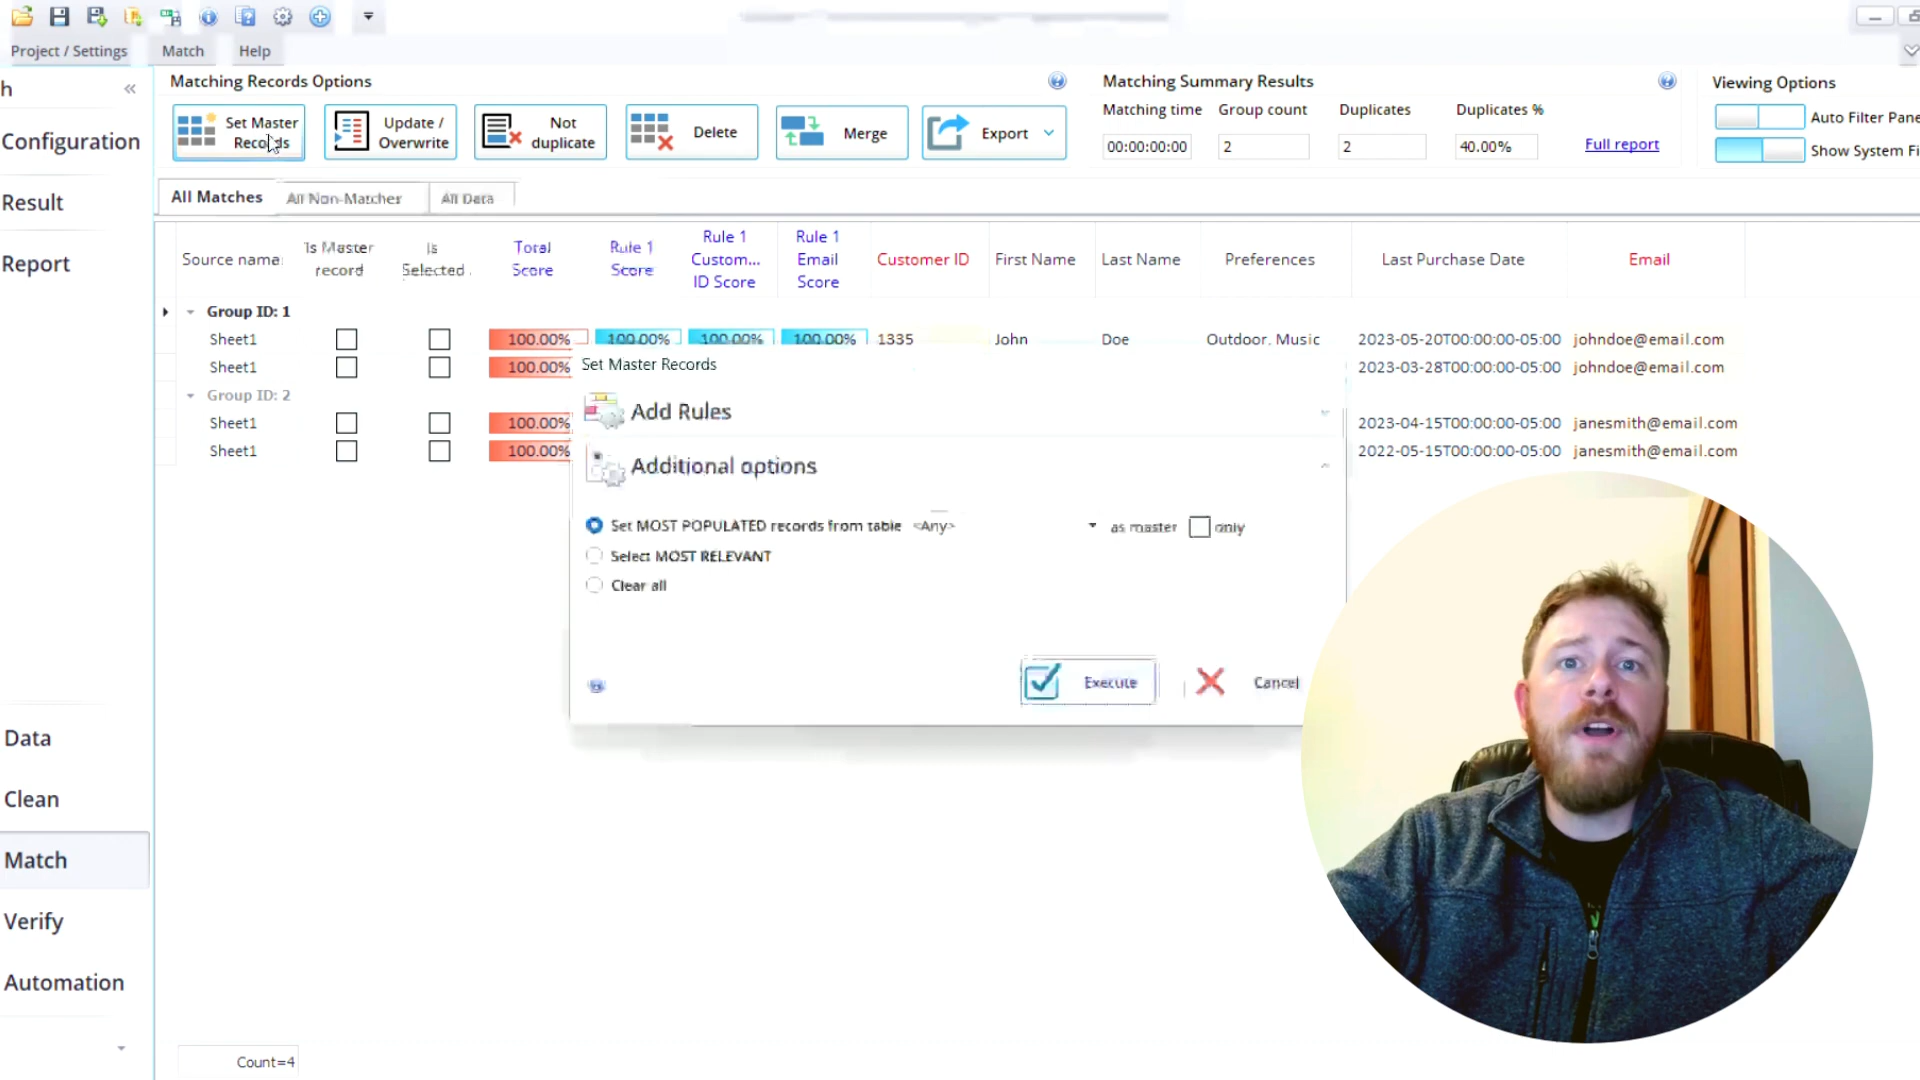 Project / Settings Match Help
h
Configuration
Result
Report
Data
Clean
Match
Verify
Automation
Matching Records Options
Set Master Records
Update / Overwrite
Not duplicate
Delete
Merge
Export
Matching Summary Results
Matching time Group count Duplicates Duplicates %
00:00:00:00 2 2 40.00% Full report
Viewing Options
Auto Filter Pane
Show System Fi
All Matches All Non-Matches All Data
Source name Is Master record Is Selected Total Score Rule 1 Score Rule 1 Custom... ID Score Rule 1 Email Score Customer ID First Name Last Name Preferences Last Purchase Date Email
Group ID: 1
Sheet1 100.00% 100.00% 100.00% 100.00% 1335 John Doe Outdoor, Music 2023-05-20T00:00:00-05:00 johndoe@email.com
Sheet1 100.00% 2023-03-28T00:00:00-05:00 johndoe@email.com
Group ID: 2
Sheet1 100.00% 2023-04-15T00:00:00-05:00 janesmith@email.com
Sheet1 100.00% 2022-05-15T00:00:00-05:00 janesmith@email.com
Set Master Records
Add Rules
Additional options
Set MOST POPULATED records from table <Any> as master only
Select MOST RELEVANT
Clear all
Execute Cancel
Count=4